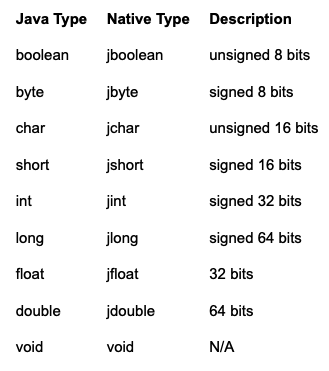 Java Type Native Type Description
boolean jboolean unsigned 8 bits
byte jbyte signed 8 bits
char jchar unsigned 16 bits
short jshort signed 16 bits
int jint signed 32 bits
long jlong signed 64 bits
float jfloat 32 bits
double jdouble 64 bits
void void N/A